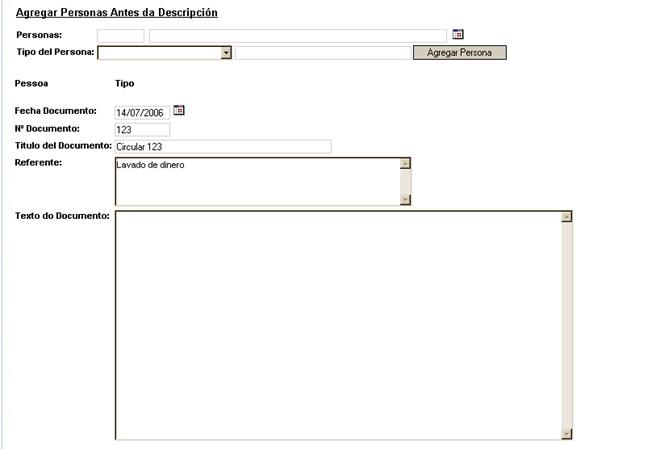 Agregar Personas Antes da Descripción
Personas:
Tipo del Persona: Agregar Persona
Pessoa Tipo
Fecha Documento: 14/07/2006
Nº Documento: 123
Titulo del Documento: Circular 123
Referente: Lavado de dinero
Texto do Documento: